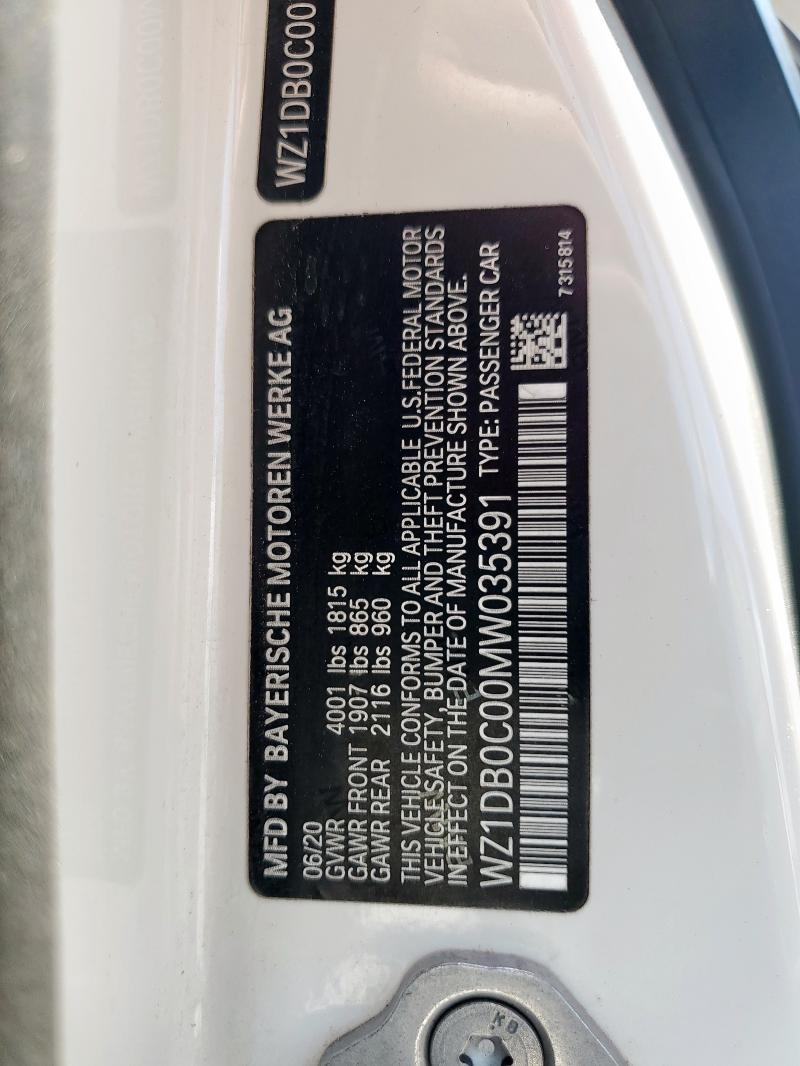 WZ1DB0C00
MFD BY BAYERISCHE MOTOREN WERKE AG
06/20
GVWR 4001 lbs 1815 kg
GAWR FRONT 1907 lbs 865 kg
GAWR REAR 2116 lbs 960 kg
THIS VEHICLE CONFORMS TO ALL APPLICABLE U.S.FEDERAL MOTOR
VEHICLE SAFETY, BUMPER AND THEFT PREVENTION STANDARDS
IN EFFECT ON THE DATE OF MANUFACTURE SHOWN ABOVE.
WZ1DB0C00MW035391 TYPE: PASSENGER CAR
7315814
KB